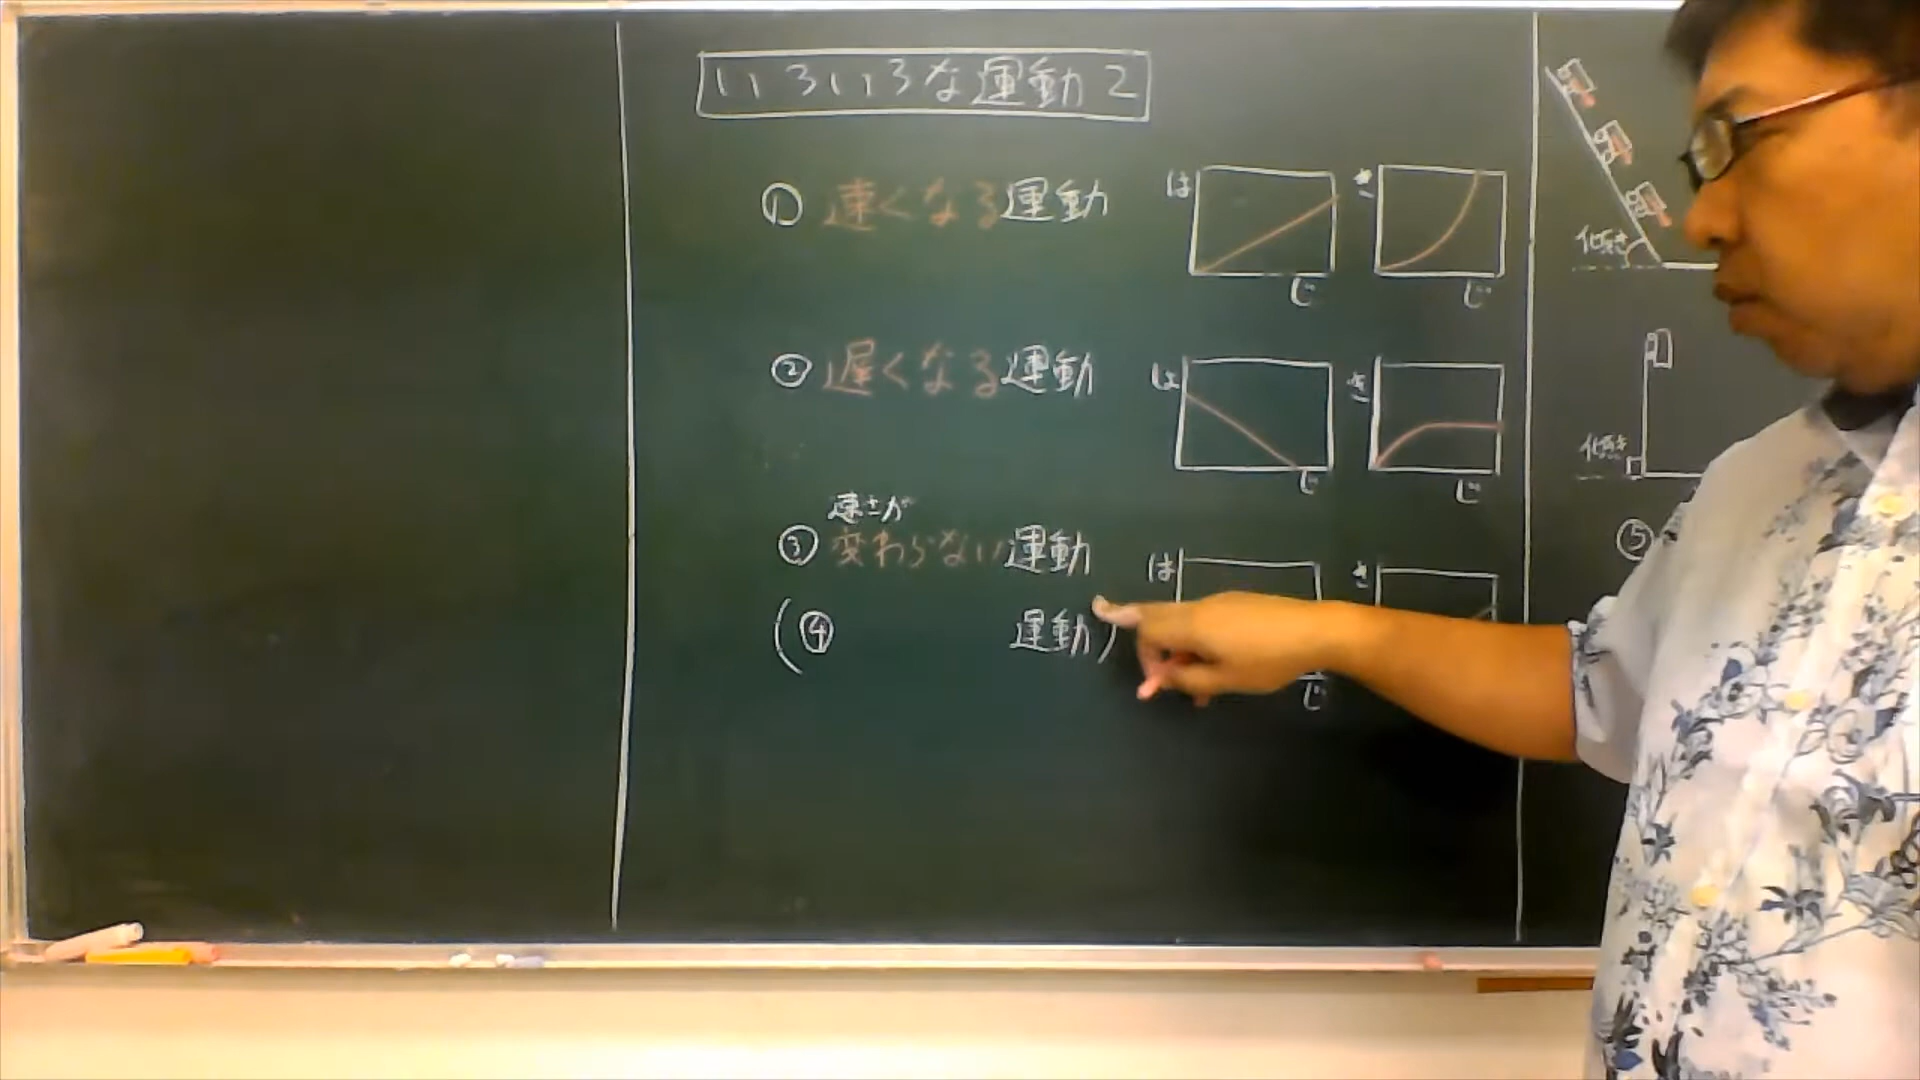 いろいろな運動2
① 速くなる運動
は
じ
き
じ
② 遅くなる運動
は
じ
き
じ
速さが
③ 変わらない運動
は
じ
き
(④ 運動)
傾き
傾き
⑤